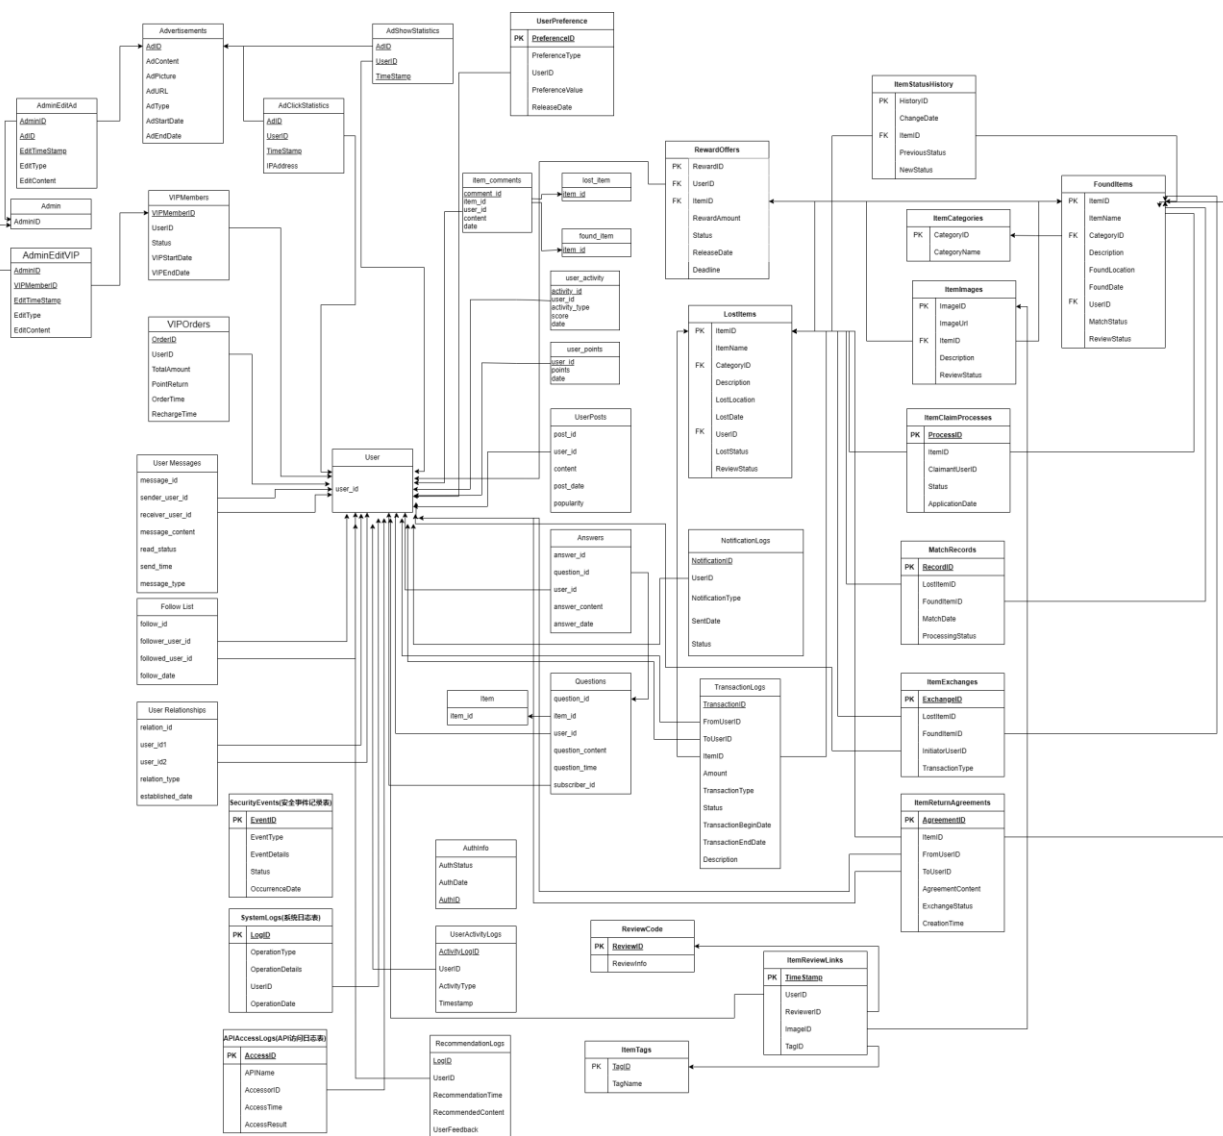 Advertisements
AdID
AdContent
AdPicture
AdURL
AdType
AdStartDate
AdEndDate
AdShowStatistics
AdID
UserID
TimeStamp
UserPreference
PK PreferenceID
PreferenceType
UserID
PreferenceValue
ReleaseDate
AdminEditAd
AdminID
AdID
EditTimeStamp
EditType
EditContent
AdClickStatistics
AdID
UserID
TimeStamp
IPAddress
ItemStatusHistory
PK HistoryID
ChangeDate
FK ItemID
PreviousStatus
NewStatus
RewardOffers
PK RewardID
FK UserID
FK ItemID
RewardAmount
Status
ReleaseDate
Deadline
item_comments
comment_id
item_id
user_id
content
date
lost_item
item_id
found_item
item_id
FoundItems
PK ItemID
ItemName
FK CategoryID
Description
FoundLocation
FoundDate
FK UserID
MatchStatus
ReviewStatus
Admin
AdminID
VIPMembers
VIPMemberID
UserID
Status
VIPStartDate
VIPEndDate
AdminEditVIP
AdminID
VIPMemberID
EditTimeStamp
EditType
EditContent
ItemCategories
PK CategoryID
CategoryName
user_activity
activity_id
user_id
activity_type
score
date
ItemImages
PK ImageID
ImageUrl
FK ItemID
Description
ReviewStatus
VIPOrders
OrderID
UserID
TotalAmount
PointReturn
OrderTime
RechargeTime
user_points
user_id
points
date
LostItems
PK ItemID
ItemName
FK CategoryID
Description
LostLocation
LostDate
FK UserID
LostStatus
ReviewStatus
UserPosts
post_id
user_id
content
post_date
popularity
ItemClaimProcesses
PK ProcessID
ItemID
ClaimantUserID
Status
ApplicationDate
User
user_id
User Messages
message_id
sender_user_id
receiver_user_id
message_content
read_status
send_time
message_type
Answers
answer_id
question_id
user_id
answer_content
answer_date
NotificationLogs
NotificationID
UserID
NotificationType
SentDate
Status
MatchRecords
PK RecordID
LostItemID
FoundItemID
MatchDate
ProcessingStatus
Follow List
follow_id
follower_user_id
followed_user_id
follow_date
Item
item_id
Questions
question_id
item_id
user_id
question_content
question_time
subscriber_id
TransactionLogs
TransactionID
FromUserID
ToUserID
ItemID
Amount
TransactionType
Status
TransactionBeginDate
TransactionEndDate
Description
ItemExchanges
PK ExchangeID
LostItemID
FoundItemID
InitiatorUserID
TransactionType
User Relationships
relation_id
user_id1
user_id2
relation_type
established_date
SecurityEvents(安全事件记录表)
PK EventID
EventType
EventDetails
Status
OccurrenceDate
ItemReturnAgreements
PK AgreementID
ItemID
FromUserID
ToUserID
AgreementContent
ExchangeStatus
CreationTime
AuthInfo
AuthStatus
AuthDate
AuthID
SystemLogs(系统日志表)
PK LogID
OperationType
OperationDetails
UserID
OperationDate
UserActivityLogs
ActivityLogID
UserID
ActivityType
Timestamp
ReviewCode
PK ReviewID
ReviewInfo
ItemReviewLinks
PK TimeStamp
UserID
ReviewerID
ImageID
TagID
APIAccessLogs(API访问日志表)
PK AccessID
APIName
AccessorID
AccessTime
AccessResult
RecommendationLogs
LogID
UserID
RecommendationTime
RecommendedContent
UserFeedback
ItemTags
PK TagID
TagName